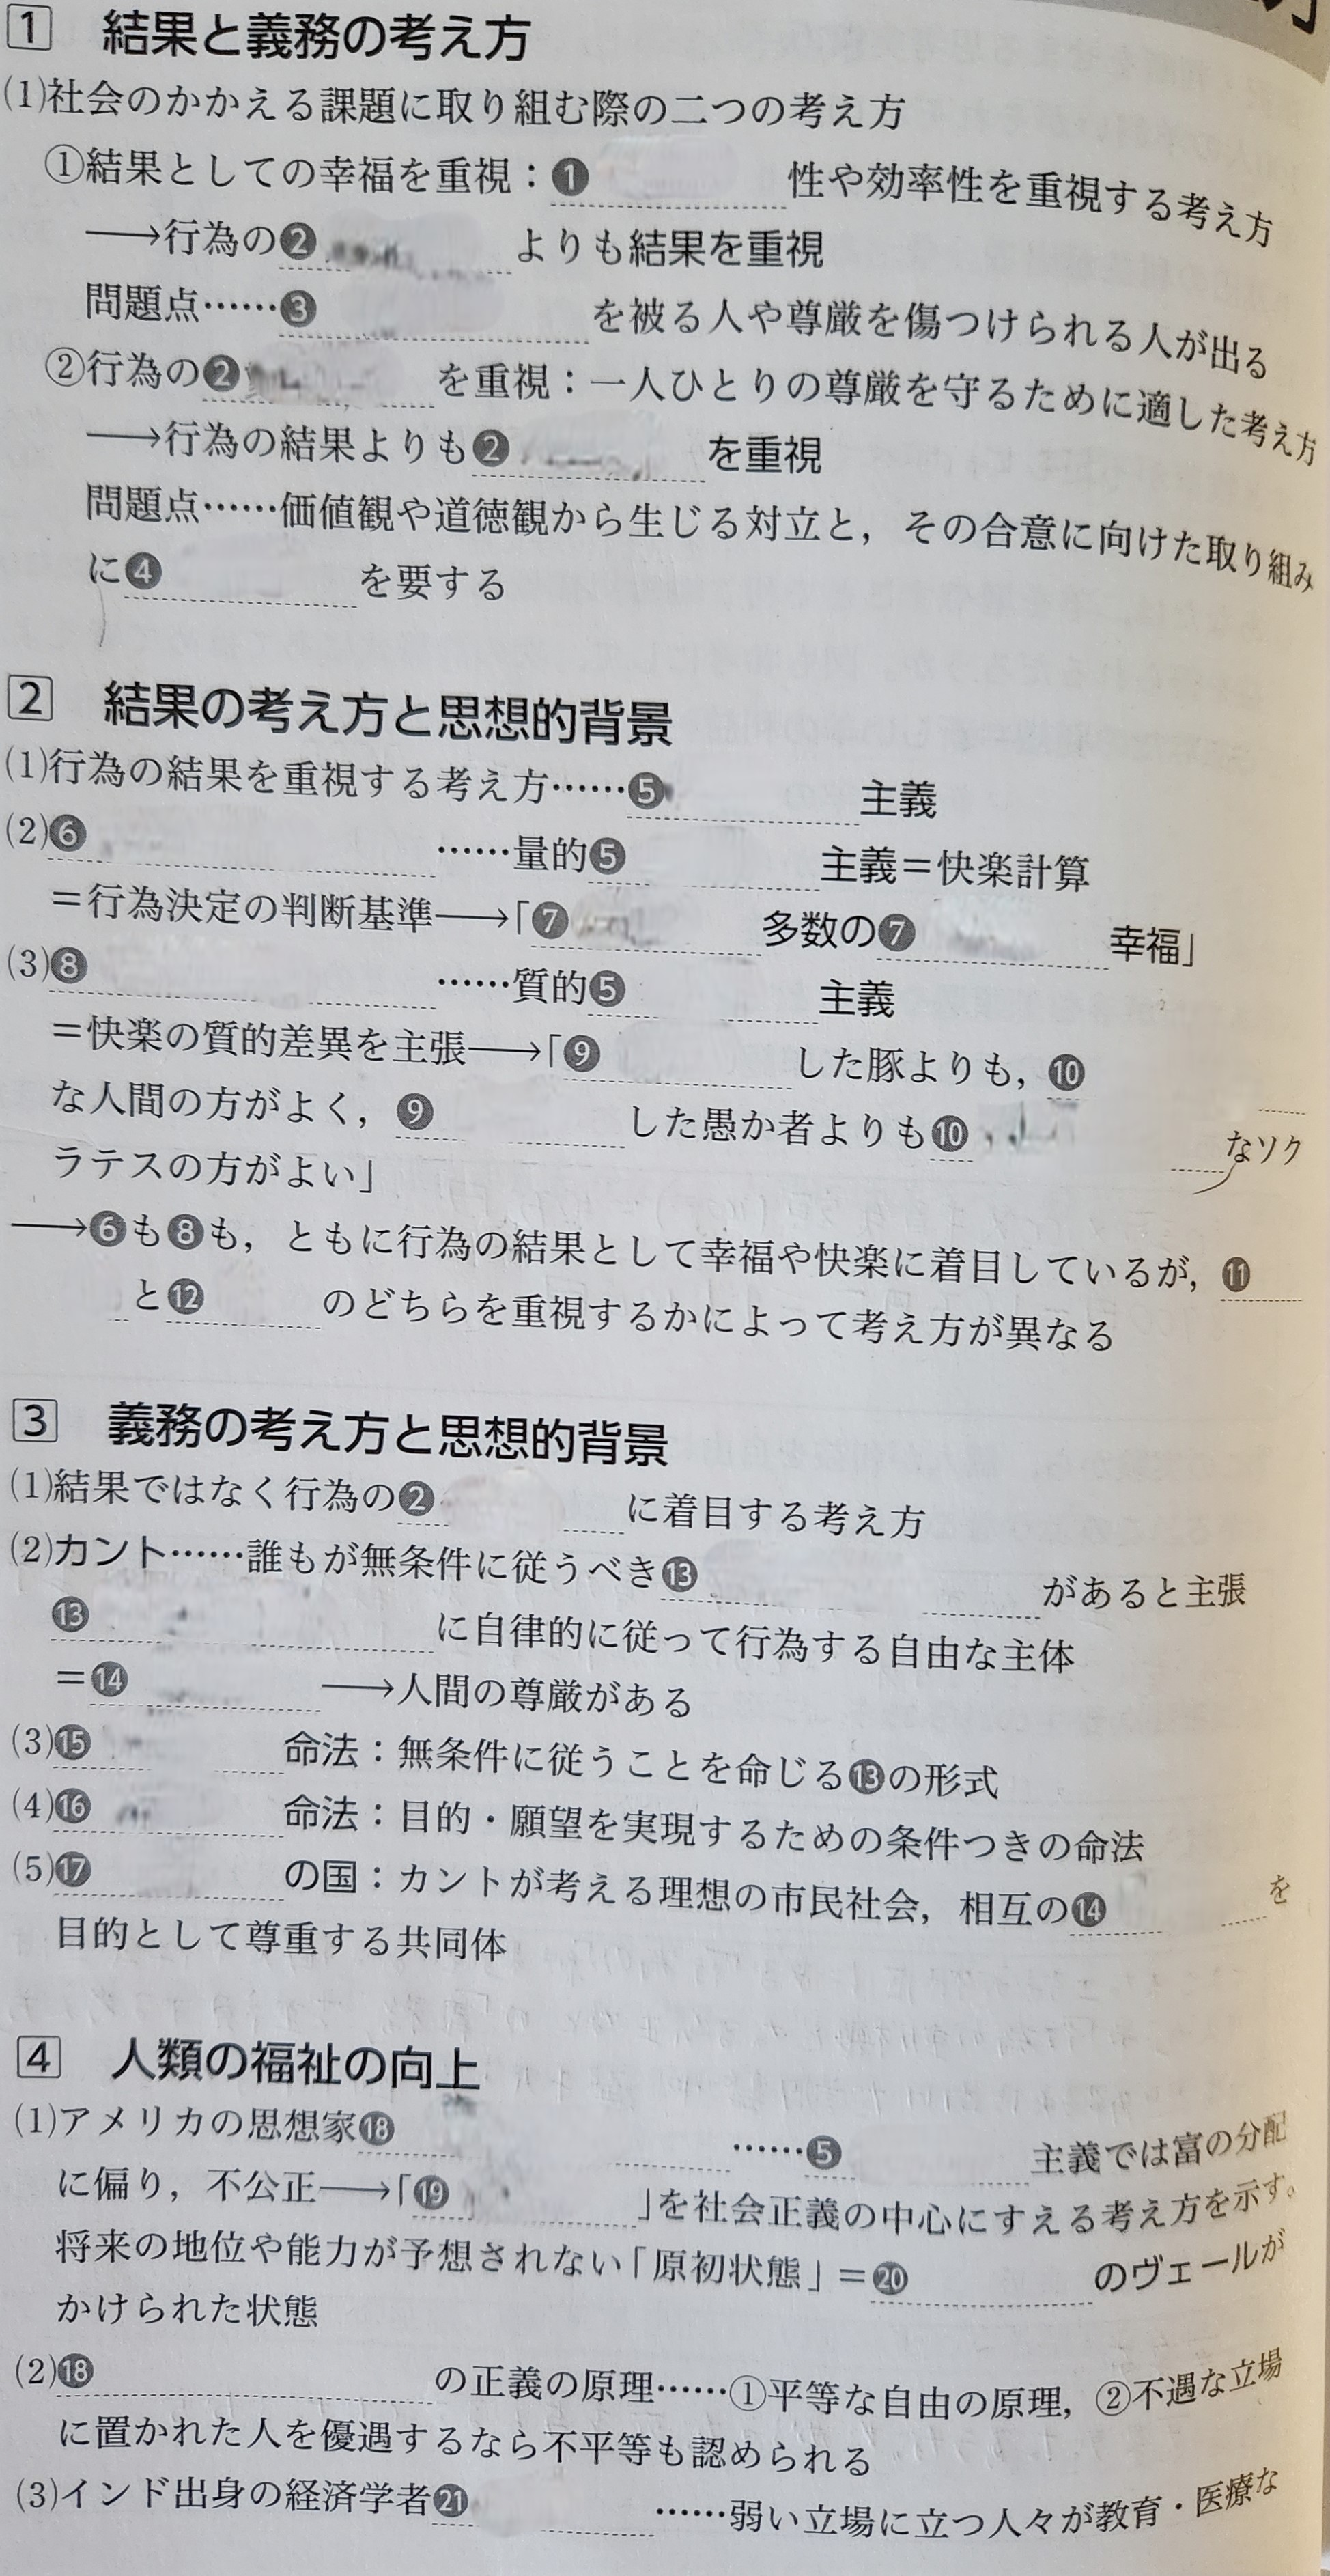 1 結果と義務の考え方
(1)社会のかかえる課題に取り組む際の二つの考え方
①結果としての幸福を重視：❶ 性や効率性を重視する考え方
⟶行為の❷ よりも結果を重視
問題点……❸ を被る人や尊厳を傷つけられる人が出る
②行為の❷ を重視：一人ひとりの尊厳を守るために適した考え方
⟶行為の結果よりも❷ を重視
問題点……価値観や道徳観から生じる対立と，その合意に向けた取り組み
に❹ を要する
2 結果の考え方と思想的背景
(1)行為の結果を重視する考え方……❺ 主義
(2)❻ ……量的❺ 主義＝快楽計算
＝行為決定の判断基準⟶「❼ 多数の❼ 幸福」
(3)❽ ……質的❺ 主義
＝快楽の質的差異を主張⟶「❾ した豚よりも，❿
な人間の方がよく，❾ した愚か者よりも❿ なソク
ラテスの方がよい」
⟶❻も❽も，ともに行為の結果として幸福や快楽に着目しているが，⓫
と⓬ のどちらを重視するかによって考え方が異なる
3 義務の考え方と思想的背景
(1)結果ではなく行為の❷ に着目する考え方
(2)カント……誰もが無条件に従うべき⓭ があると主張
⓭ に自律的に従って行為する自由な主体
＝⓮ ⟶人間の尊厳がある
(3)⓯ 命法：無条件に従うことを命じる⓭の形式
(4)⓰ 命法：目的・願望を実現するための条件つきの命法
(5)⓱ の国：カントが考える理想の市民社会，相互の⓮ を
目的として尊重する共同体
4 人類の福祉の向上
(1)アメリカの思想家⓲ ……❺ 主義では富の分配
に偏り，不公正⟶「⓳ 」を社会正義の中心にすえる考え方を示す。
将来の地位や能力が予想されない「原初状態」＝⓴ のヴェールが
かけられた状態
(2)⓲ の正義の原理……①平等な自由の原理，②不遇な立場
に置かれた人を優遇するなら不平等も認められる
(3)インド出身の経済学者㉑ ……弱い立場に立つ人々が教育・医療な